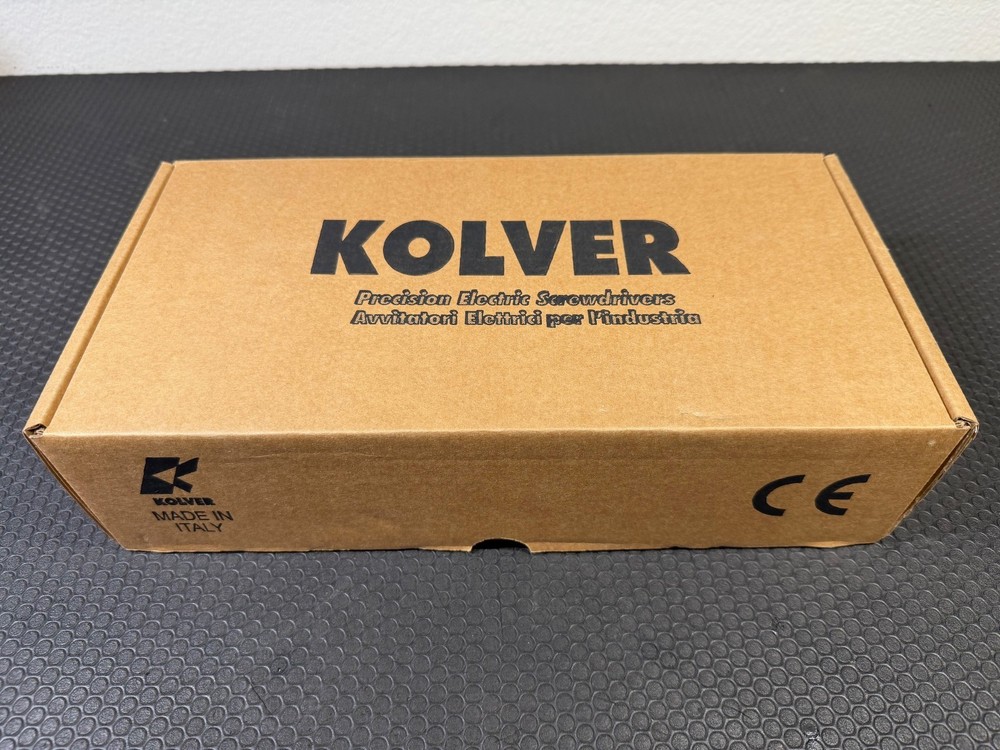 KOLVER
Precision Electric Screwdrivers
Avvitatori Elettrici per l'industria
KOLVER
MADE IN
ITALY
CE